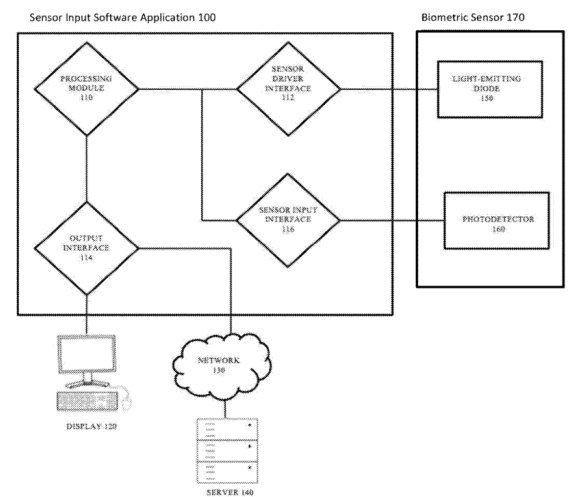 Sensor Input Software Application 100
Biometric Sensor 170
PROCESSING
MODULE
110
SENSOR
DRIVER
INTERFACE
112
LIGHT-EMITTING
DIODE
150
OUTPUT
INTERFACE
114
SENSOR INPUT
INTERFACE
116
PHOTODETECTOR
160
NETWORK
130
DISPLAY 120
SERVER 140